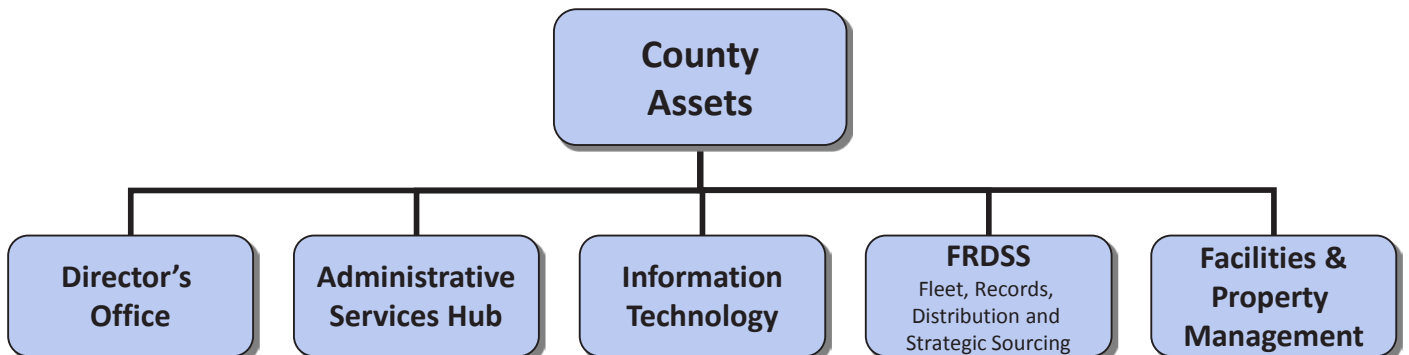 County
Assets
Director’s
Office
Administrative
Services Hub
Information
Technology
FRDSS
Fleet, Records,
Distribution and
Strategic Sourcing
Facilities &
Property
Management